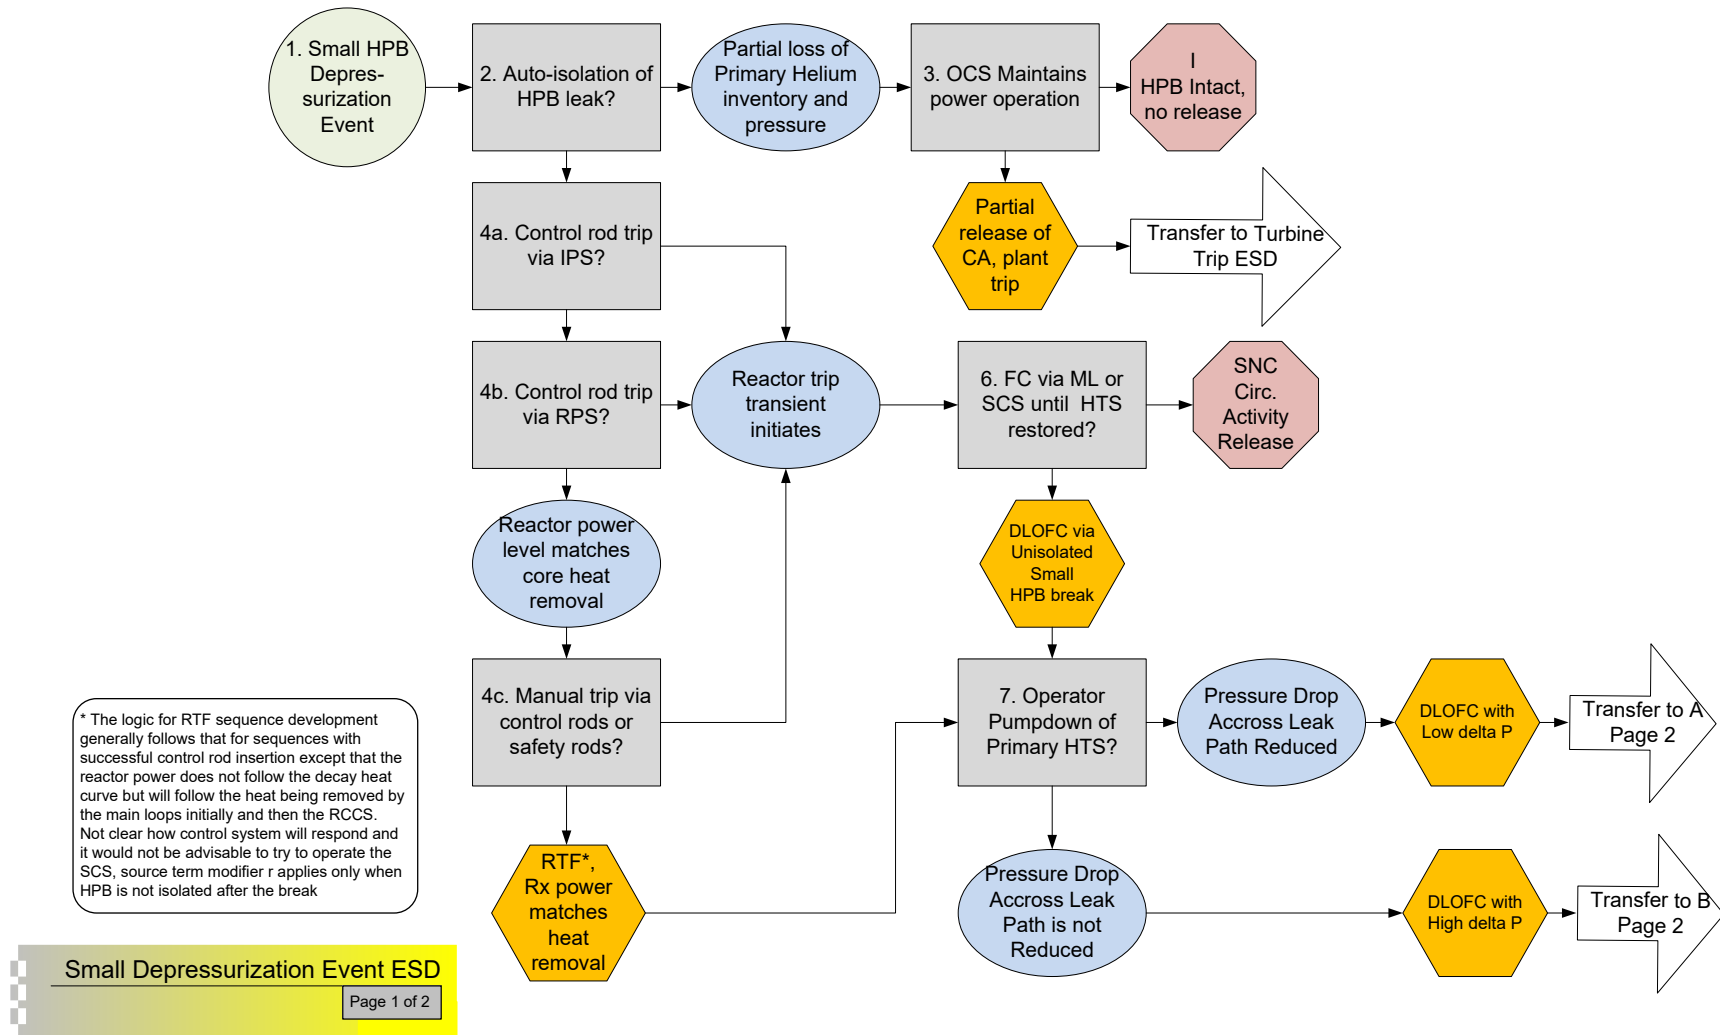 1. Small HPB
Depres-
surization
Event
2. Auto-isolation of
HPB leak?
Partial loss of
Primary Helium
inventory and
pressure
3. OCS Maintains
power operation
I
HPB Intact,
no release
4a. Control rod trip
via IPS?
Partial
release of
CA, plant
trip
Transfer to Turbine
Trip ESD
4b. Control rod trip
via RPS?
Reactor trip
transient
initiates
6. FC via ML or
SCS until HTS
restored?
SNC
Circ.
Activity
Release
Reactor power
level matches
core heat
removal
DLOFC via
Unisolated
Small
HPB break
4c. Manual trip via
control rods or
safety rods?
7. Operator
Pumpdown of
Primary HTS?
Pressure Drop
Accross Leak
Path Reduced
DLOFC with
Low delta P
Transfer to A
Page 2
* The logic for RTF sequence development
generally follows that for sequences with
successful control rod insertion except that the
reactor power does not follow the decay heat
curve but will follow the heat being removed by
the main loops initially and then the RCCS.
Not clear how control system will respond and
it would not be advisable to try to operate the
SCS, source term modifier r applies only when
HPB is not isolated after the break
RTF*,
Rx power
matches
heat
removal
Pressure Drop
Accross Leak
Path is not
Reduced
DLOFC with
High delta P
Transfer to B
Page 2
Small Depressurization Event ESD
Page 1 of 2